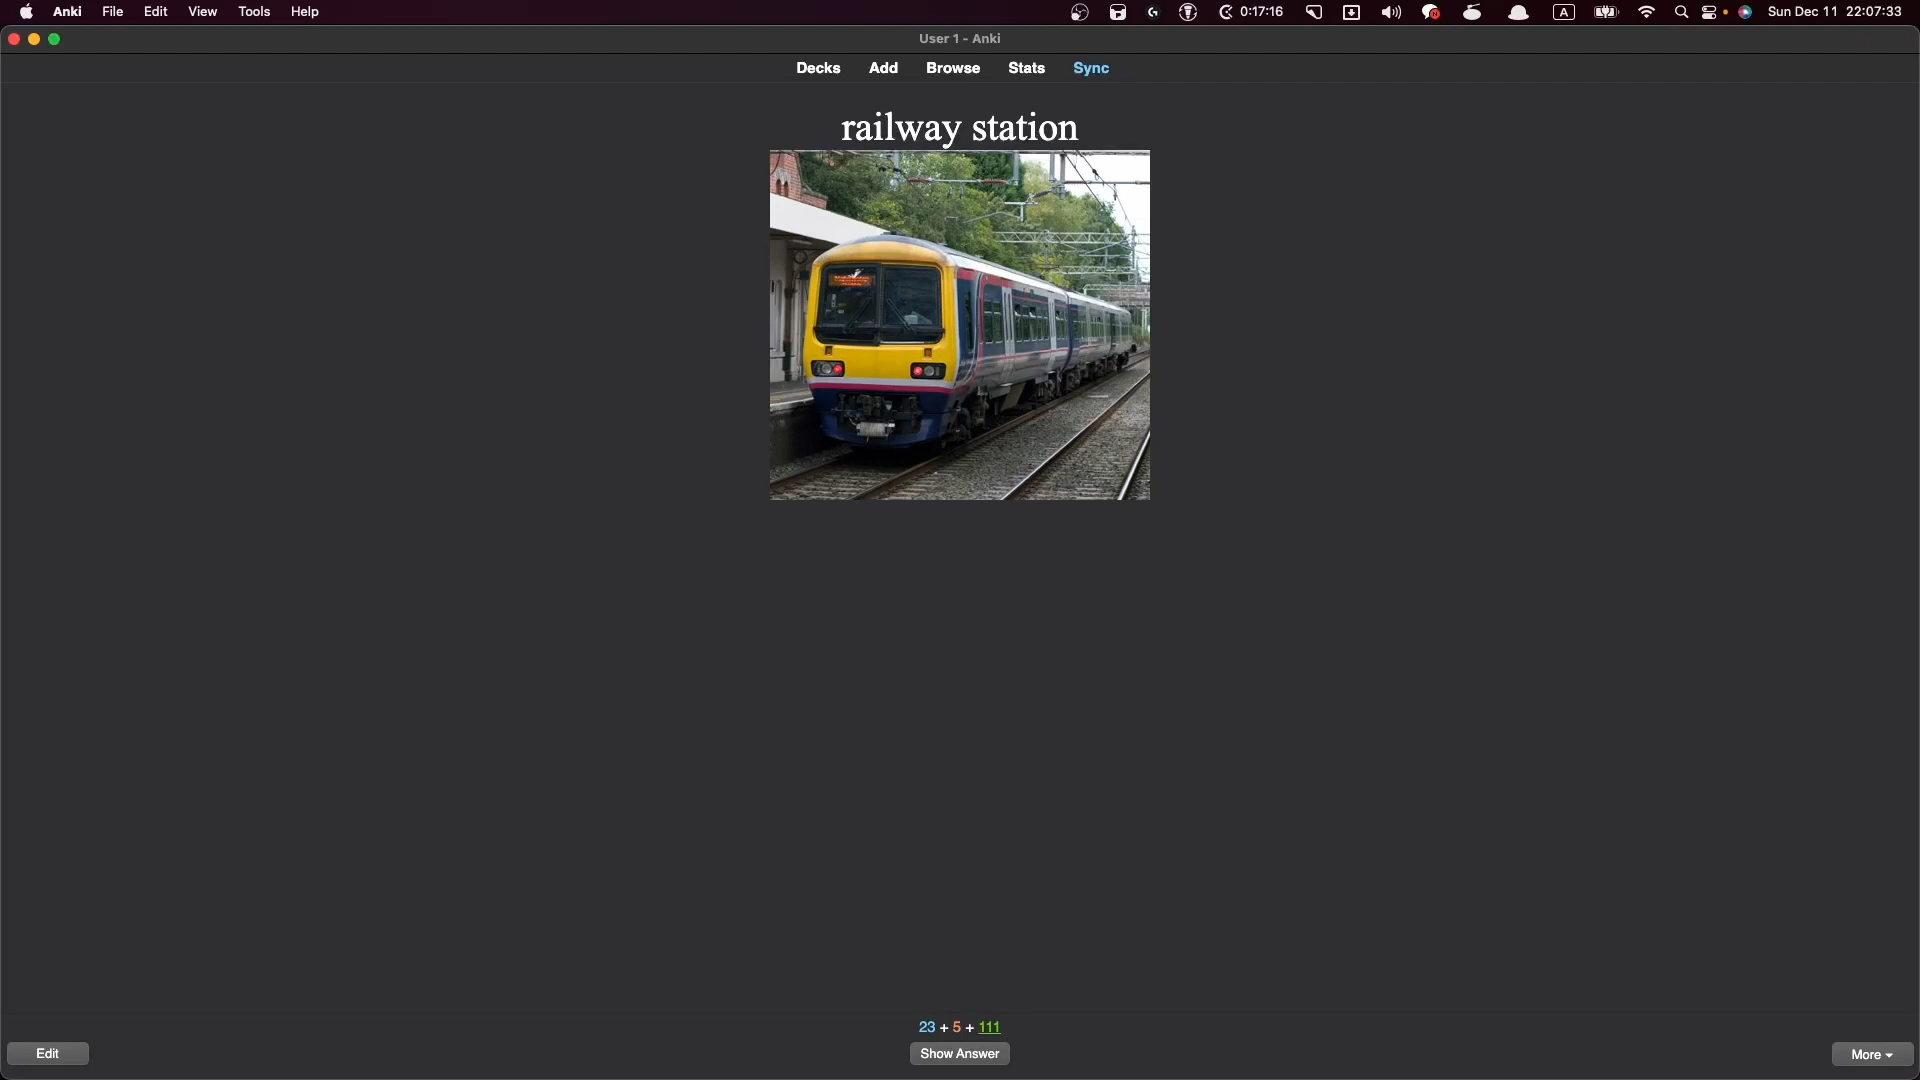 Anki File Edit View Tools Help 0:17:16 A Sun Dec 11 22:07:33
User 1 - Anki
Decks Add Browse Stats Sync
railway station
23 + 5 + 111
Edit Show Answer More